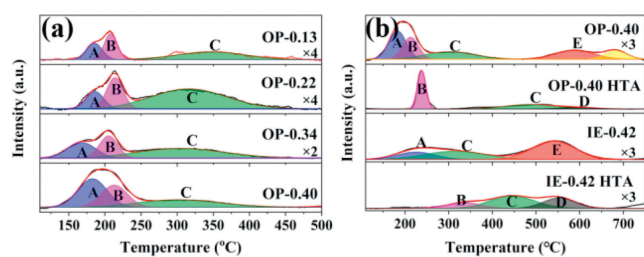 (a)
OP-0.13
×4
A
B
C
OP-0.22
×4
A
B
C
OP-0.34
×2
A
B
C
OP-0.40
A
B
C
Intensity (a.u.)
150 200 250 300 350 400 450 500
Temperature (°C)
(b)
OP-0.40
×3
A
B
C
E
OP-0.40 HTA
B
C
D
IE-0.42
×3
A
C
E
IE-0.42 HTA
×3
B
C
D
Intensity (a.u.)
200 300 400 500 600 700
Temperature (°C)